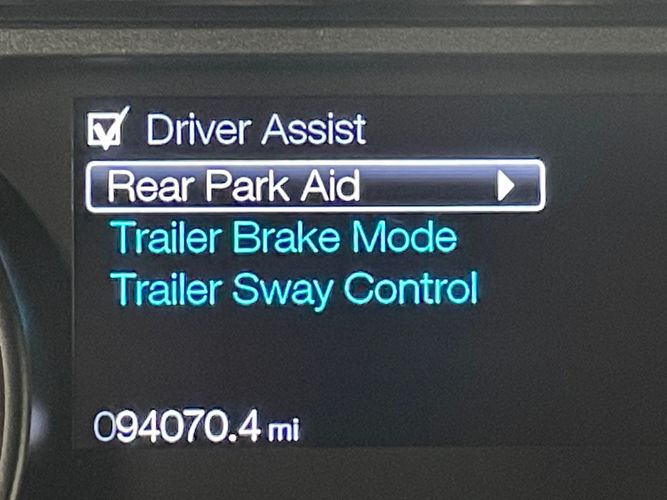 Driver Assist
Rear Park Aid
Trailer Brake Mode
Trailer Sway Control
094070.4 mi